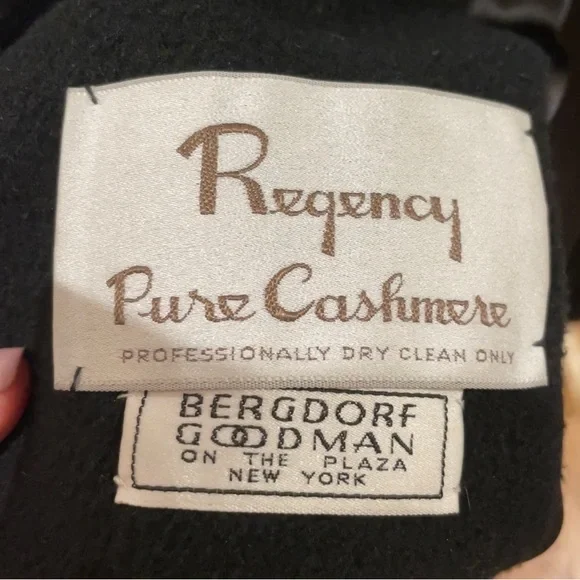 Regency
Pure Cashmere
PROFESSIONALLY DRY CLEAN ONLY
BERGDORF
GOODMAN
ON THE PLAZA
NEW YORK